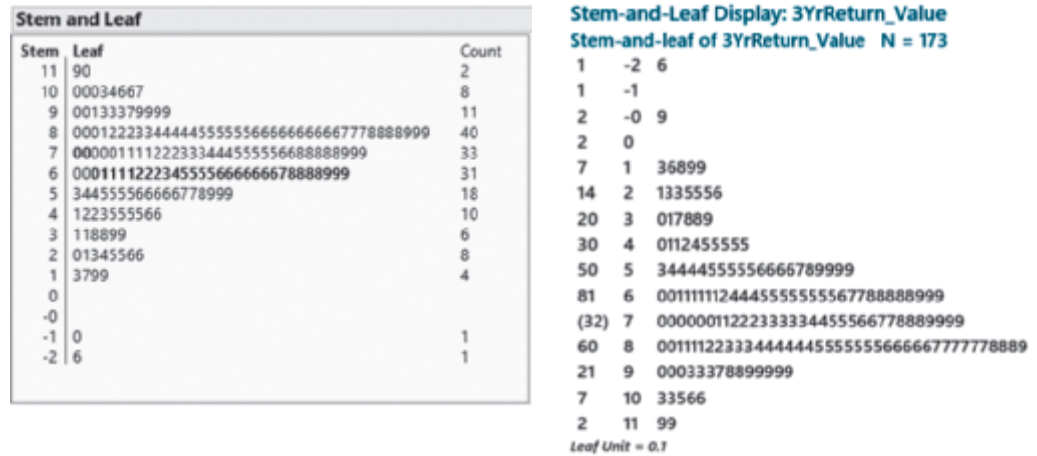 Stem and Leaf
Stem Leaf Count
11 90 2
10 00034667 8
9 00133379999 11
8 0001222334444455555566666666667778888999 40
7 000001111222333444555556688888999 33
6 0001111222345555666666678888999 31
5 344555566666778999 18
4 1223555566 10
3 118899 6
2 01345566 8
1 3799 4
0
-0
-1 0 1
-2 6 1
Stem-and-Leaf Display: 3YrReturn_Value
Stem-and-leaf of 3YrReturn_Value N = 173
1 -2 6
1 -1
2 -0 9
2 0
7 1 36899
14 2 1335556
20 3 017889
30 4 0112455555
50 5 34444555556666789999
81 6 0011111112444555555567788888999
(32) 7 00000011222333334455566778889999
60 8 001111223334444445555555666667777778889
21 9 00033378899999
7 10 33566
2 11 99
Leaf Unit = 0.1